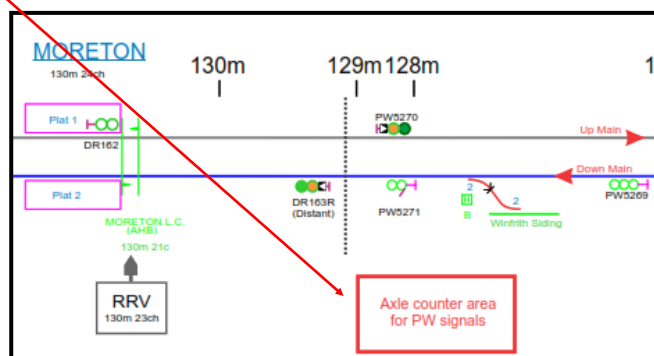 MORETON
130m 24ch
130m
129m
128m
1
Plat 1
DR162
PW5270
Up Main
Down Main
Plat 2
DR163R
(Distant)
PW5271
2
B
2
Winfrith Siding
PW5269
MORETON L.C.
(AHB)
130m 21c
RRV
130m 23ch
Axle counter area
for PW signals